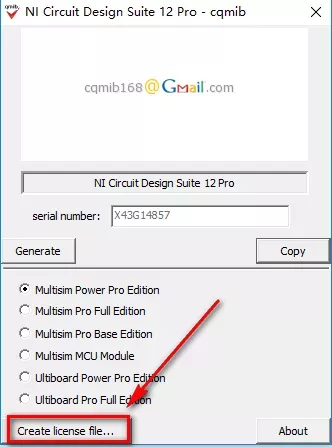 cqmib
NI Circuit Design Suite 12 Pro - cqmib
cqmib168@Gmail.com
NI Circuit Design Suite 12 Pro
serial number: X43G14857
Generate Copy
Multisim Power Pro Edition
Multisim Pro Full Edition
Multisim Pro Base Edition
Multisim MCU Module
Ultiboard Power Pro Edition
Ultiboard Pro Full Edition
Create license file... About